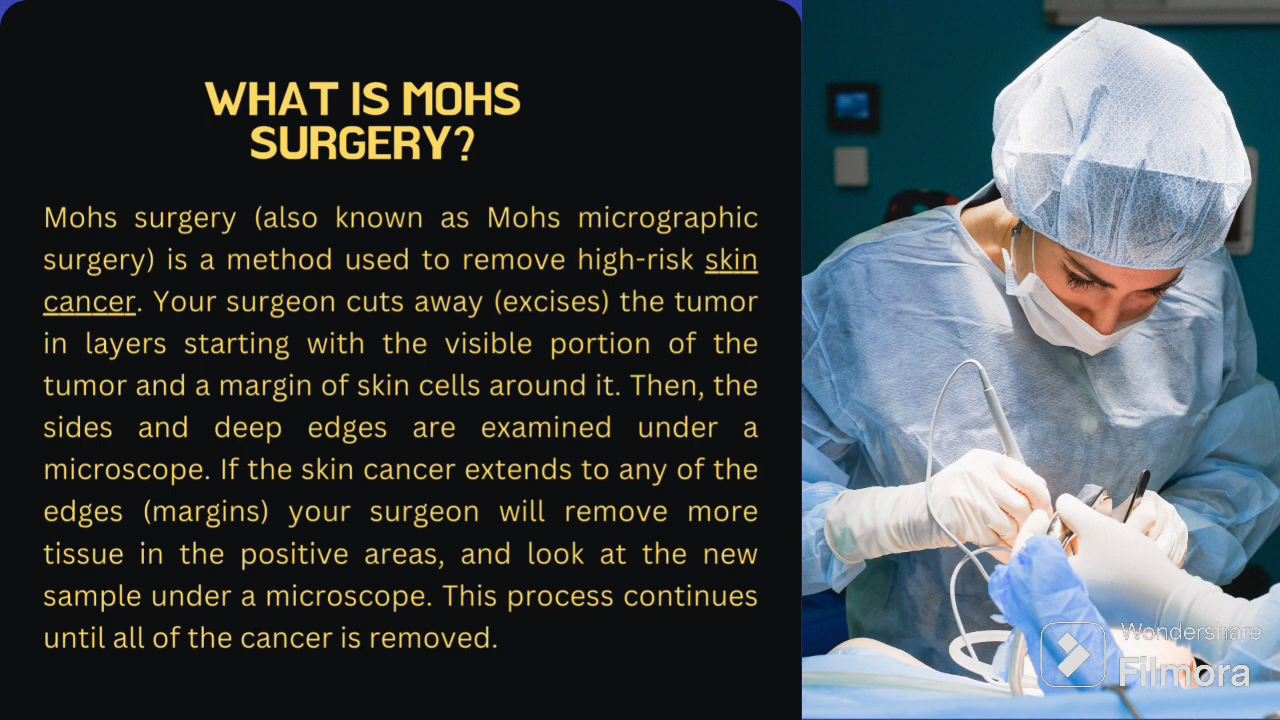 WHAT IS MOHS
SURGERY?
Mohs surgery (also known as Mohs micrographic
surgery) is a method used to remove high-risk skin
cancer. Your surgeon cuts away (excises) the tumor
in layers starting with the visible portion of the
tumor and a margin of skin cells around it. Then, the
sides and deep edges are examined under a
microscope. If the skin cancer extends to any of the
edges (margins) your surgeon will remove more
tissue in the positive areas, and look at the new
sample under a microscope. This process continues
until all of the cancer is removed.
Wondershare
Filmora